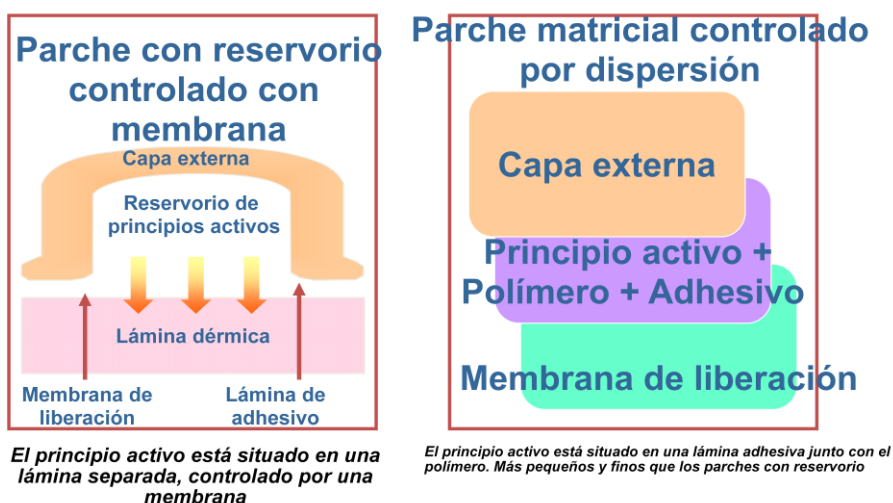 Parche con reservorio
controlado con
membrana
Capa externa
Reservorio de
principios activos
Lámina dérmica
Membrana de
liberación
Lámina de
adhesivo
El principio activo está situado en una
lámina separada, controlado por una
membrana
Parche matricial controlado
por dispersión
Capa externa
Principio activo +
Polímero + Adhesivo
Membrana de liberación
El principio activo está situado en una lámina adhesiva junto con el
polímero. Más pequeños y finos que los parches con reservorio